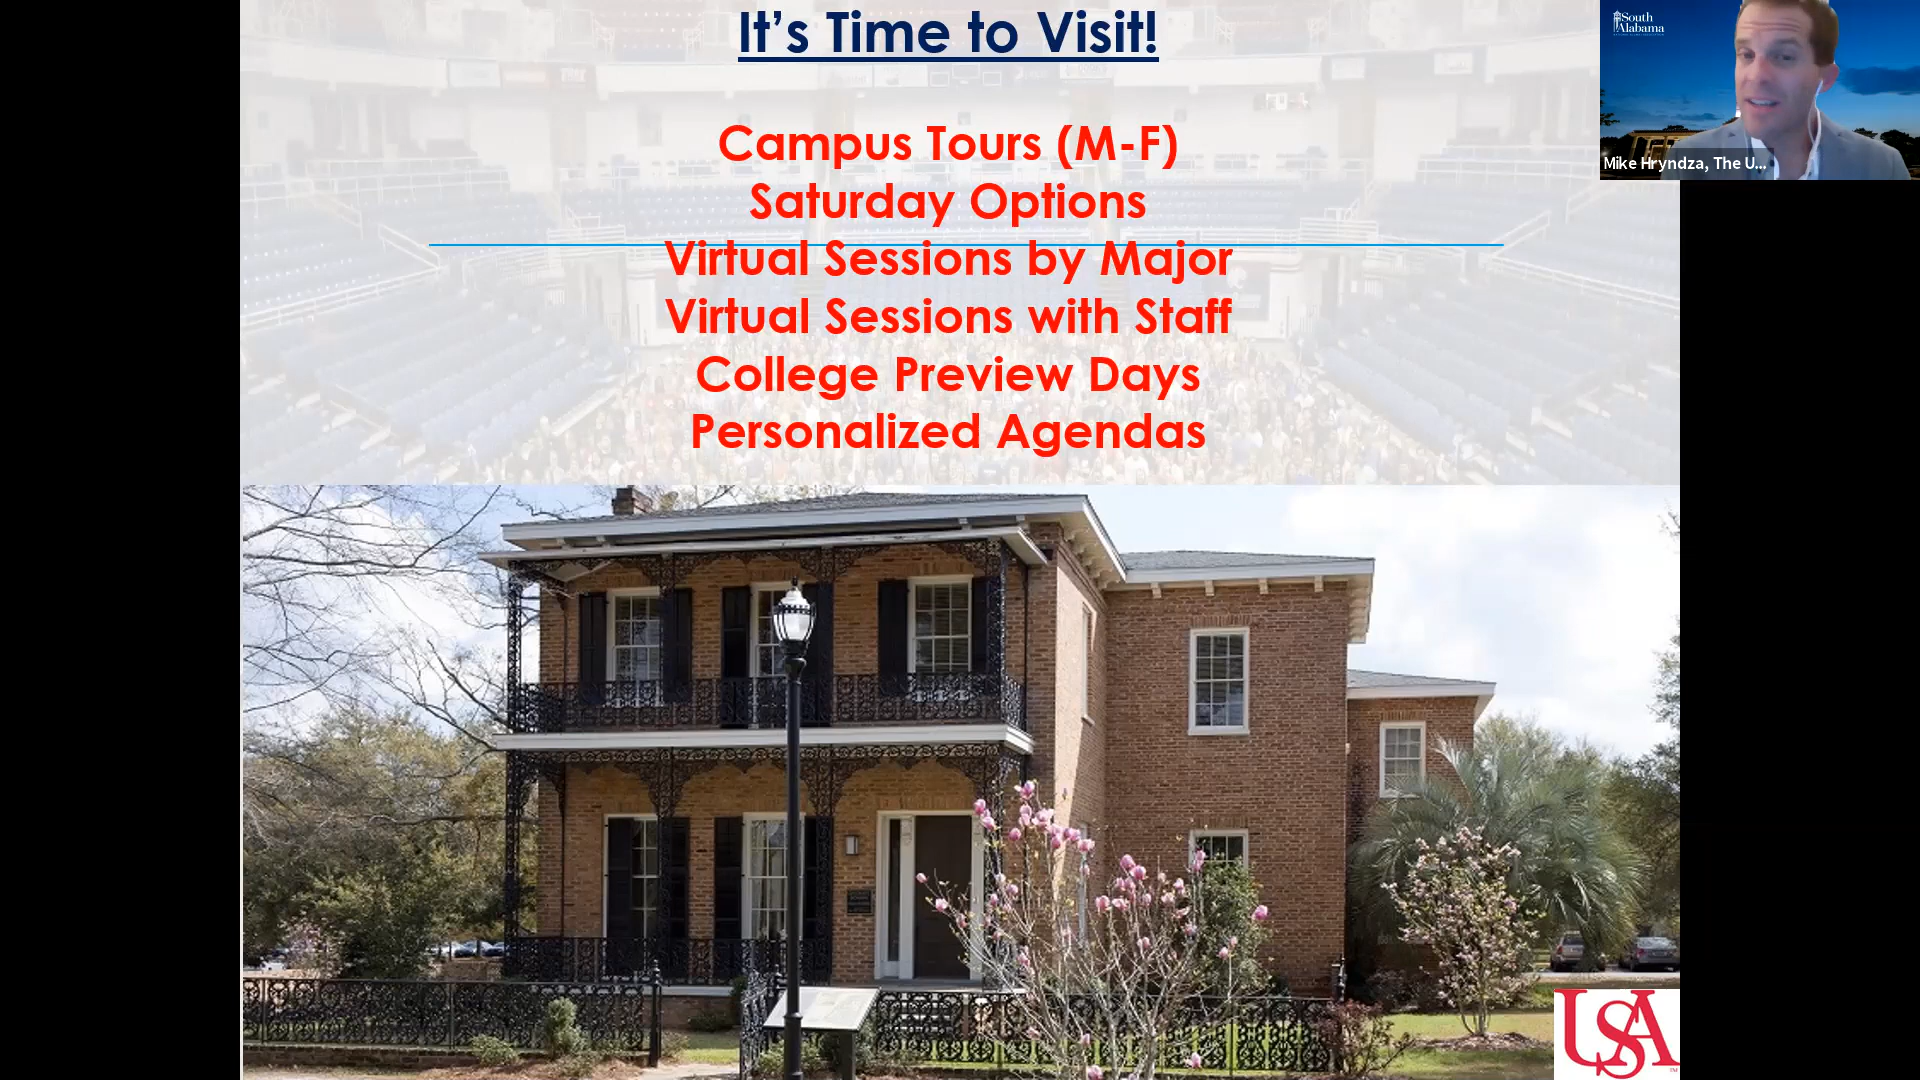 It's Time to Visit!
Campus Tours (M-F)
Saturday Options
Virtual Sessions by Major
Virtual Sessions with Staff
College Preview Days
Personalized Agendas
South
Alabama
Mike Hryndza, The U...
USA